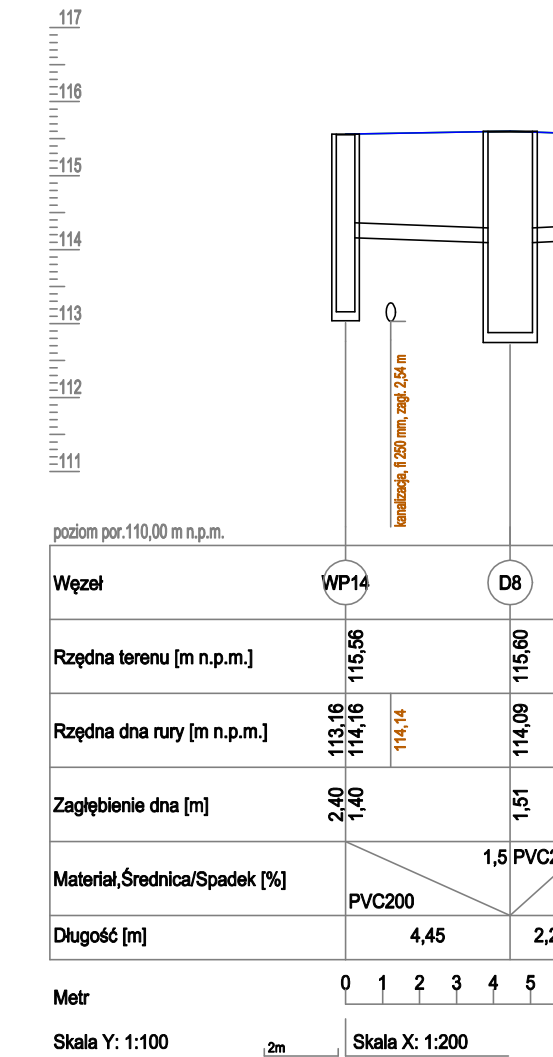 117
116
115
114
113
112
111
kanalizacja, fi 250 mm, zagł. 2,54 m
poziom por.110,00 m n.p.m.
Węzeł WP14 D8
Rzędna terenu [m n.p.m.] 115,56 115,60
Rzędna dna rury [m n.p.m.] 113,16 114,16 114,14 114,09
Zagłębienie dna [m] 2,40 1,40 1,51
1,5 PVC2
Materiał,Średnica/Spadek [%]
PVC200
Długość [m] 4,45 2,2
Metr 0 1 2 3 4 5
Skala Y: 1:100 2m Skala X: 1:200